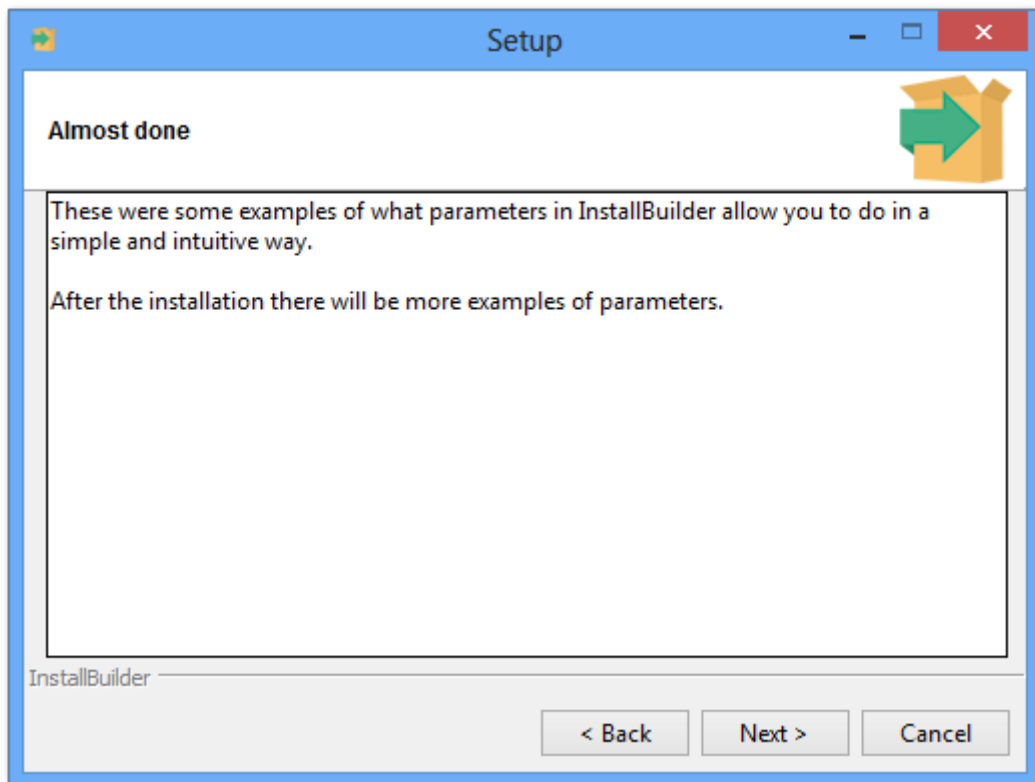 Setup
Almost done
These were some examples of what parameters in InstallBuilder allow you to do in a
simple and intuitive way.
After the installation there will be more examples of parameters.
InstallBuilder
< Back
Next >
Cancel